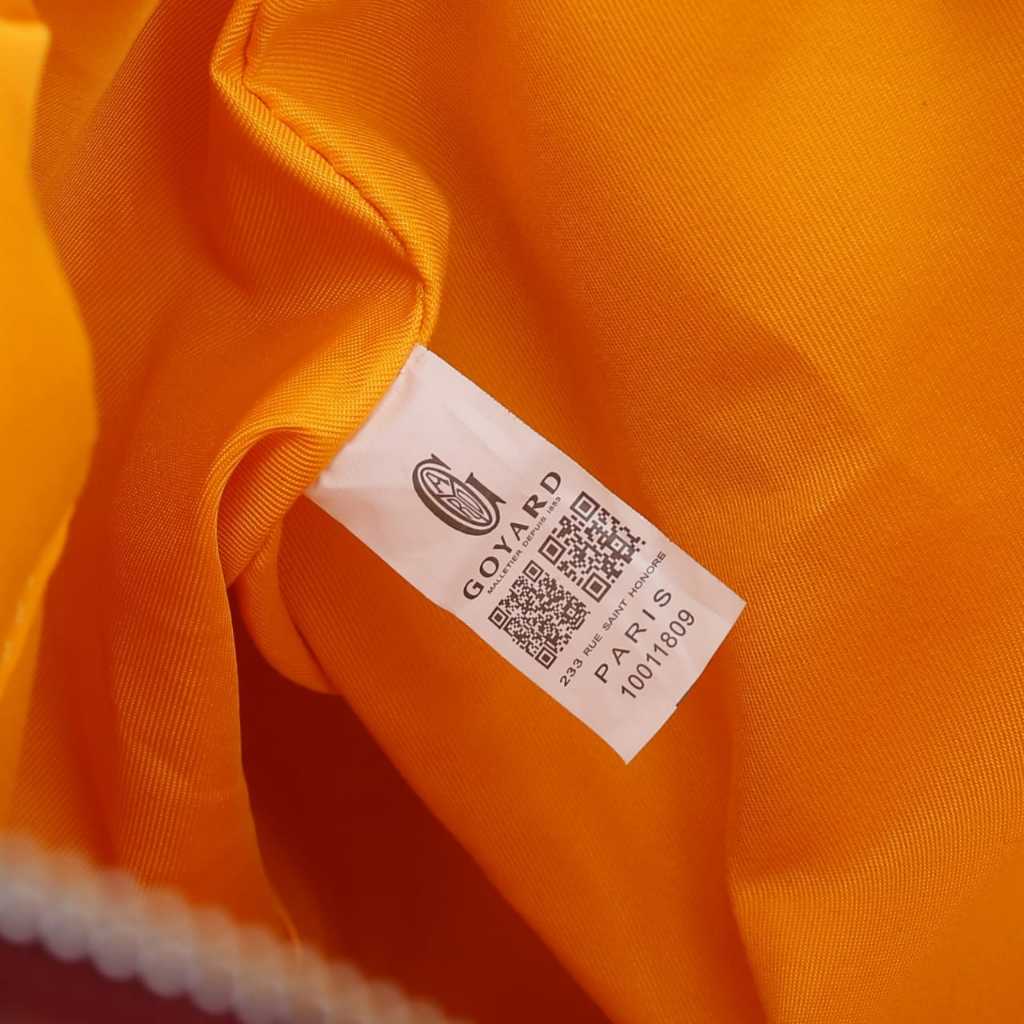 GOYARD
MALLETIER DEPUIS 1853
233 RUE SAINT HONORE
PARIS
10011809